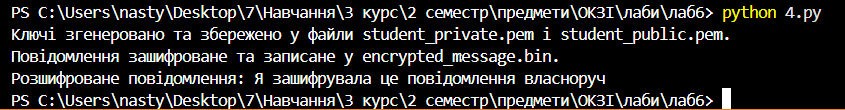 PS C:\Users\nasty\Desktop\7\Навчання\3 курс\2 семестр\предмети\ОКЗІ\лаби\лаб6> python 4.py
Ключі згенеровано та збережено у файли student_private.pem і student_public.pem.
Повідомлення зашифроване та записане у encrypted_message.bin.
Розшифроване повідомлення: Я зашифрувала це повідомлення власноруч
PS C:\Users\nasty\Desktop\7\Навчання\3 курс\2 семестр\предмети\ОКЗІ\лаби\лаб6>